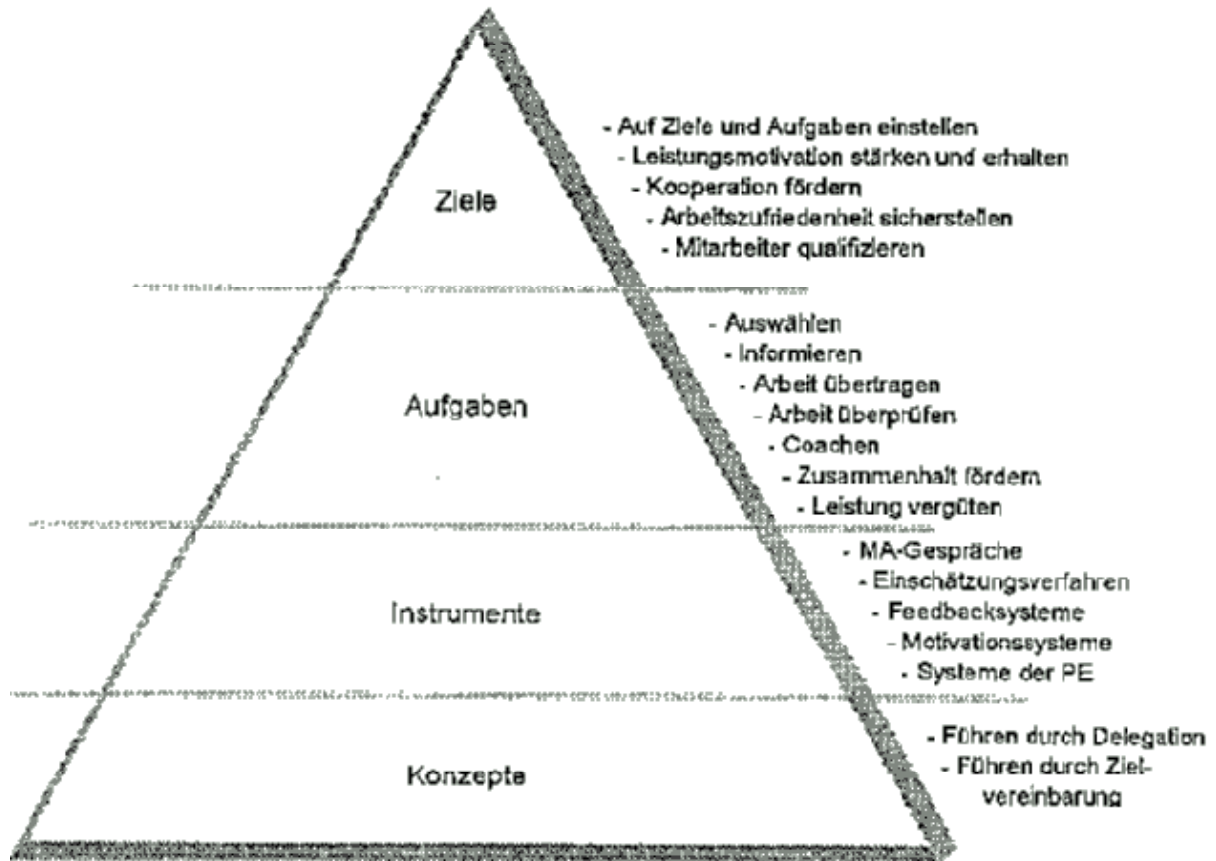 Ziele
- Auf Ziele und Aufgaben einstellen
- Leistungsmotivation stärken und erhalten
- Kooperation fördern
- Arbeitszufriedenheit sicherstellen
- Mitarbeiter qualifizieren
Aufgaben
- Auswählen
- Informieren
- Arbeit übertragen
- Arbeit überprüfen
- Coachen
- Zusammenhalt fördern
- Leistung vergüten
Instrumente
- MA-Gespräche
- Einschätzungsverfahren
- Feedbacksysteme
- Motivationssysteme
- Systeme der PE
Konzepte
- Führen durch Delegation
- Führen durch Ziel-
vereinbarung